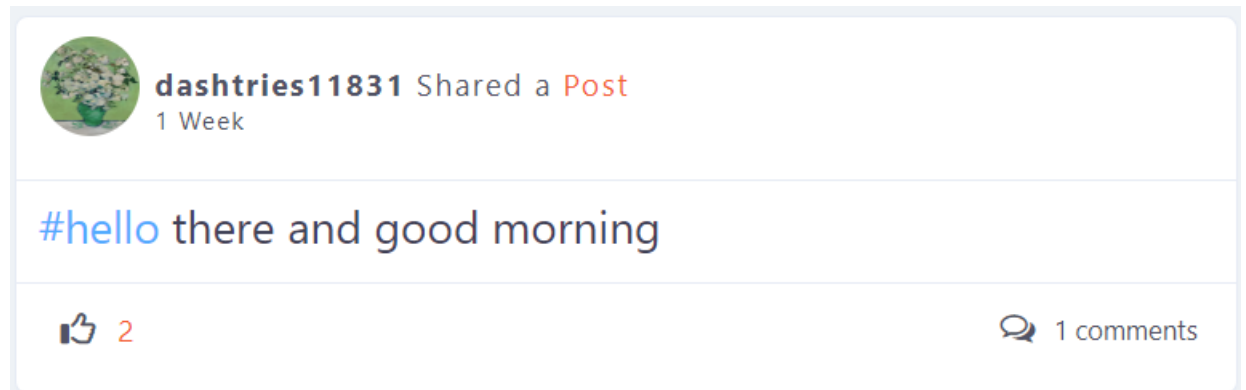 dashtries11831 Shared a Post
1 Week
#hello there and good morning
2
1 comments